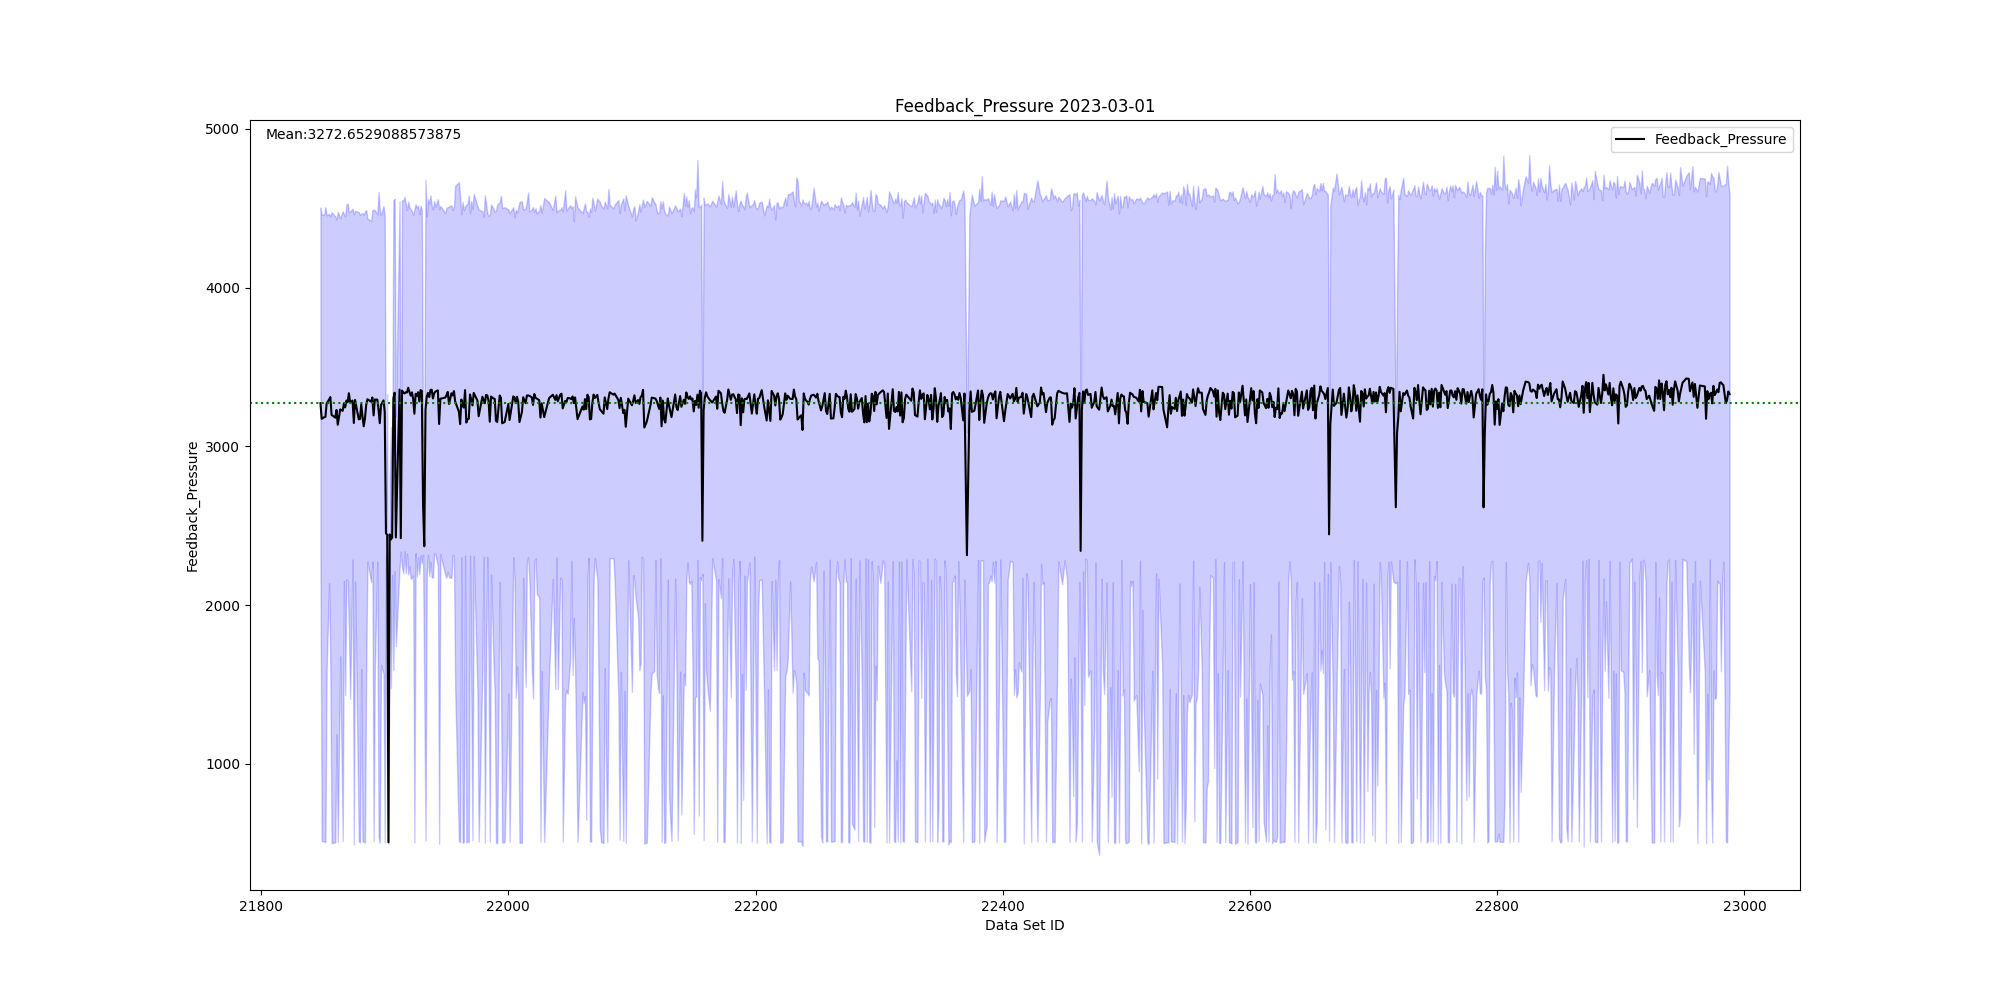 Feedback_Pressure 2023-03-01
Mean:3272.6529088573875
Feedback_Pressure
5000
4000
3000
2000
1000
Feedback_Pressure
21800 22000 22200 22400 22600 22800 23000
Data Set ID